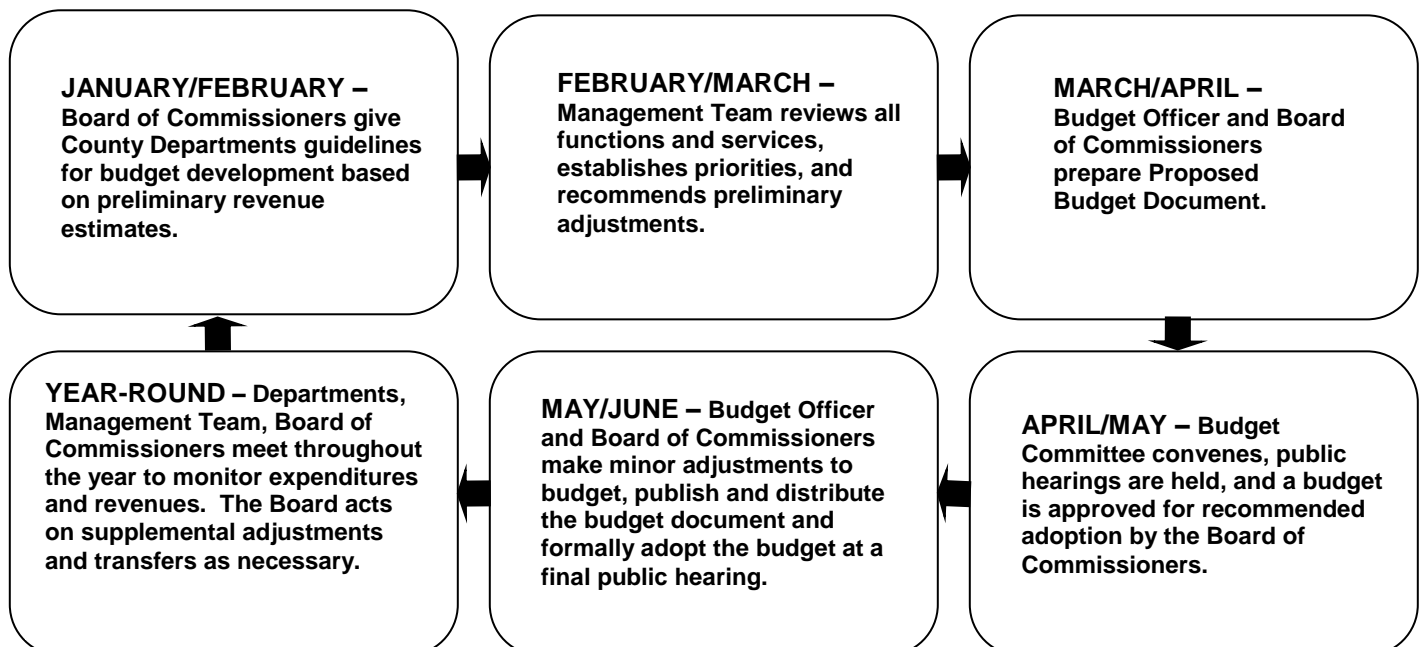 JANUARY/FEBRUARY –
Board of Commissioners give
County Departments guidelines
for budget development based
on preliminary revenue
estimates.
FEBRUARY/MARCH –
Management Team reviews all
functions and services,
establishes priorities, and
recommends preliminary
adjustments.
MARCH/APRIL –
Budget Officer and Board
of Commissioners
prepare Proposed
Budget Document.
APRIL/MAY – Budget
Committee convenes, public
hearings are held, and a budget
is approved for recommended
adoption by the Board of
Commissioners.
MAY/JUNE – Budget Officer
and Board of Commissioners
make minor adjustments to
budget, publish and distribute
the budget document and
formally adopt the budget at a
final public hearing.
YEAR-ROUND – Departments,
Management Team, Board of
Commissioners meet throughout
the year to monitor expenditures
and revenues.  The Board acts
on supplemental adjustments
and transfers as necessary.